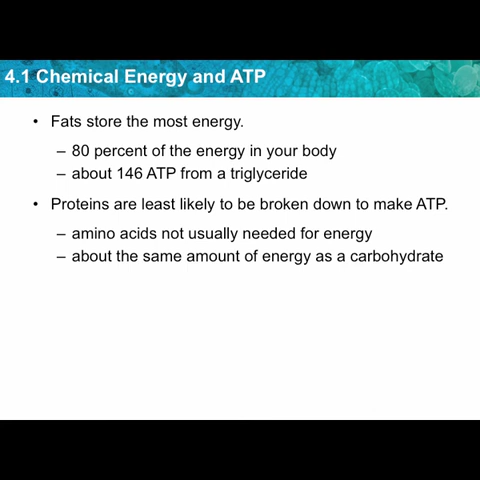 4.1 Chemical Energy and ATP
• Fats store the most energy.
– 80 percent of the energy in your body
– about 146 ATP from a triglyceride
• Proteins are least likely to be broken down to make ATP.
– amino acids not usually needed for energy
– about the same amount of energy as a carbohydrate